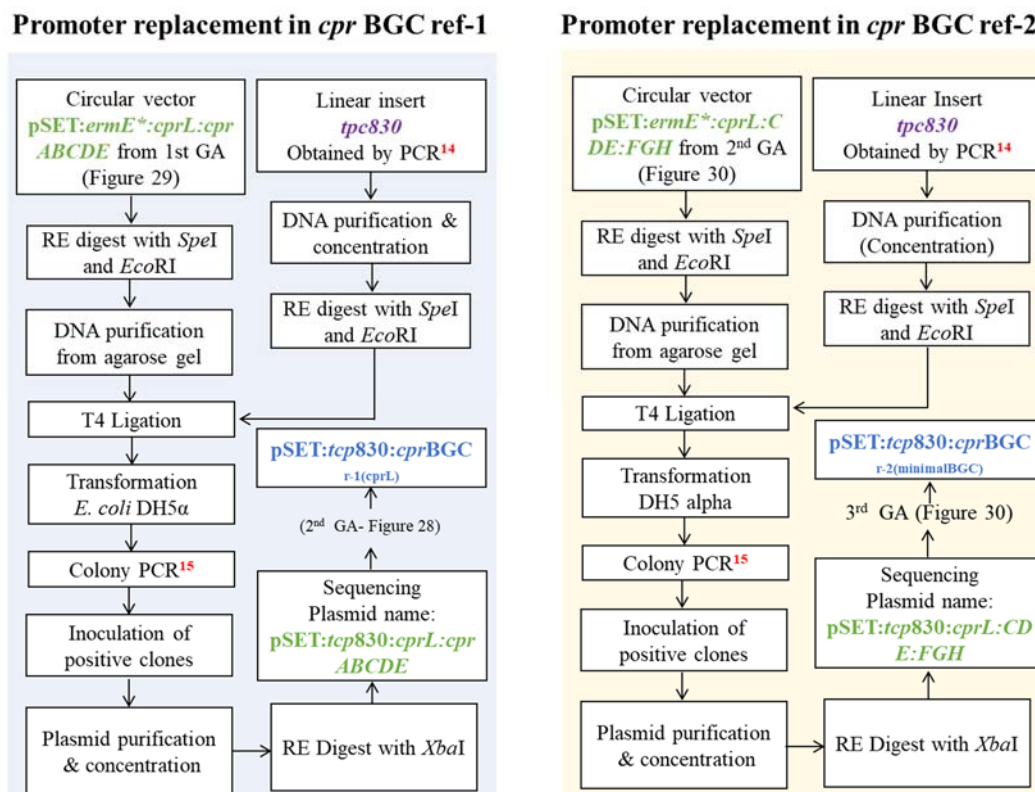 Promoter replacement in cpr BGC ref-1
Circular vector
pSET:ermE*:cprL:cpr
ABCDE from 1st GA
(Figure 29)
RE digest with SpeI
and EcoRI
DNA purification
from agarose gel
T4 Ligation
Transformation
E. coli DH5α
Colony PCR15
Inoculation of
positive clones
Plasmid purification
& concentration
Linear insert
tpc830
Obtained by PCR14
DNA purification &
concentration
RE digest with SpeI
and EcoRI
pSET:tcp830:cprBGC
r-1(cprL)
(2nd GA- Figure 28)
Sequencing
Plasmid name:
pSET:tcp830:cprL:cpr
ABCDE
RE Digest with XbaI
Promoter replacement in cpr BGC ref-2
Circular vector
pSET:ermE*:cprL:C
DE:FGH from 2nd GA
(Figure 30)
RE digest with SpeI
and EcoRI
DNA purification
from agarose gel
T4 Ligation
Transformation
DH5 alpha
Colony PCR15
Inoculation of
positive clones
Plasmid purification
& concentration
Linear Insert
tpc830
Obtained by PCR14
DNA purification
(Concentration)
RE digest with SpeI
and EcoRI
pSET:tcp830:cprBGC
r-2(minimalBGC)
3rd GA (Figure 30)
Sequencing
Plasmid name:
pSET:tcp830:cprL:CD
E:FGH
RE Digest with XbaI